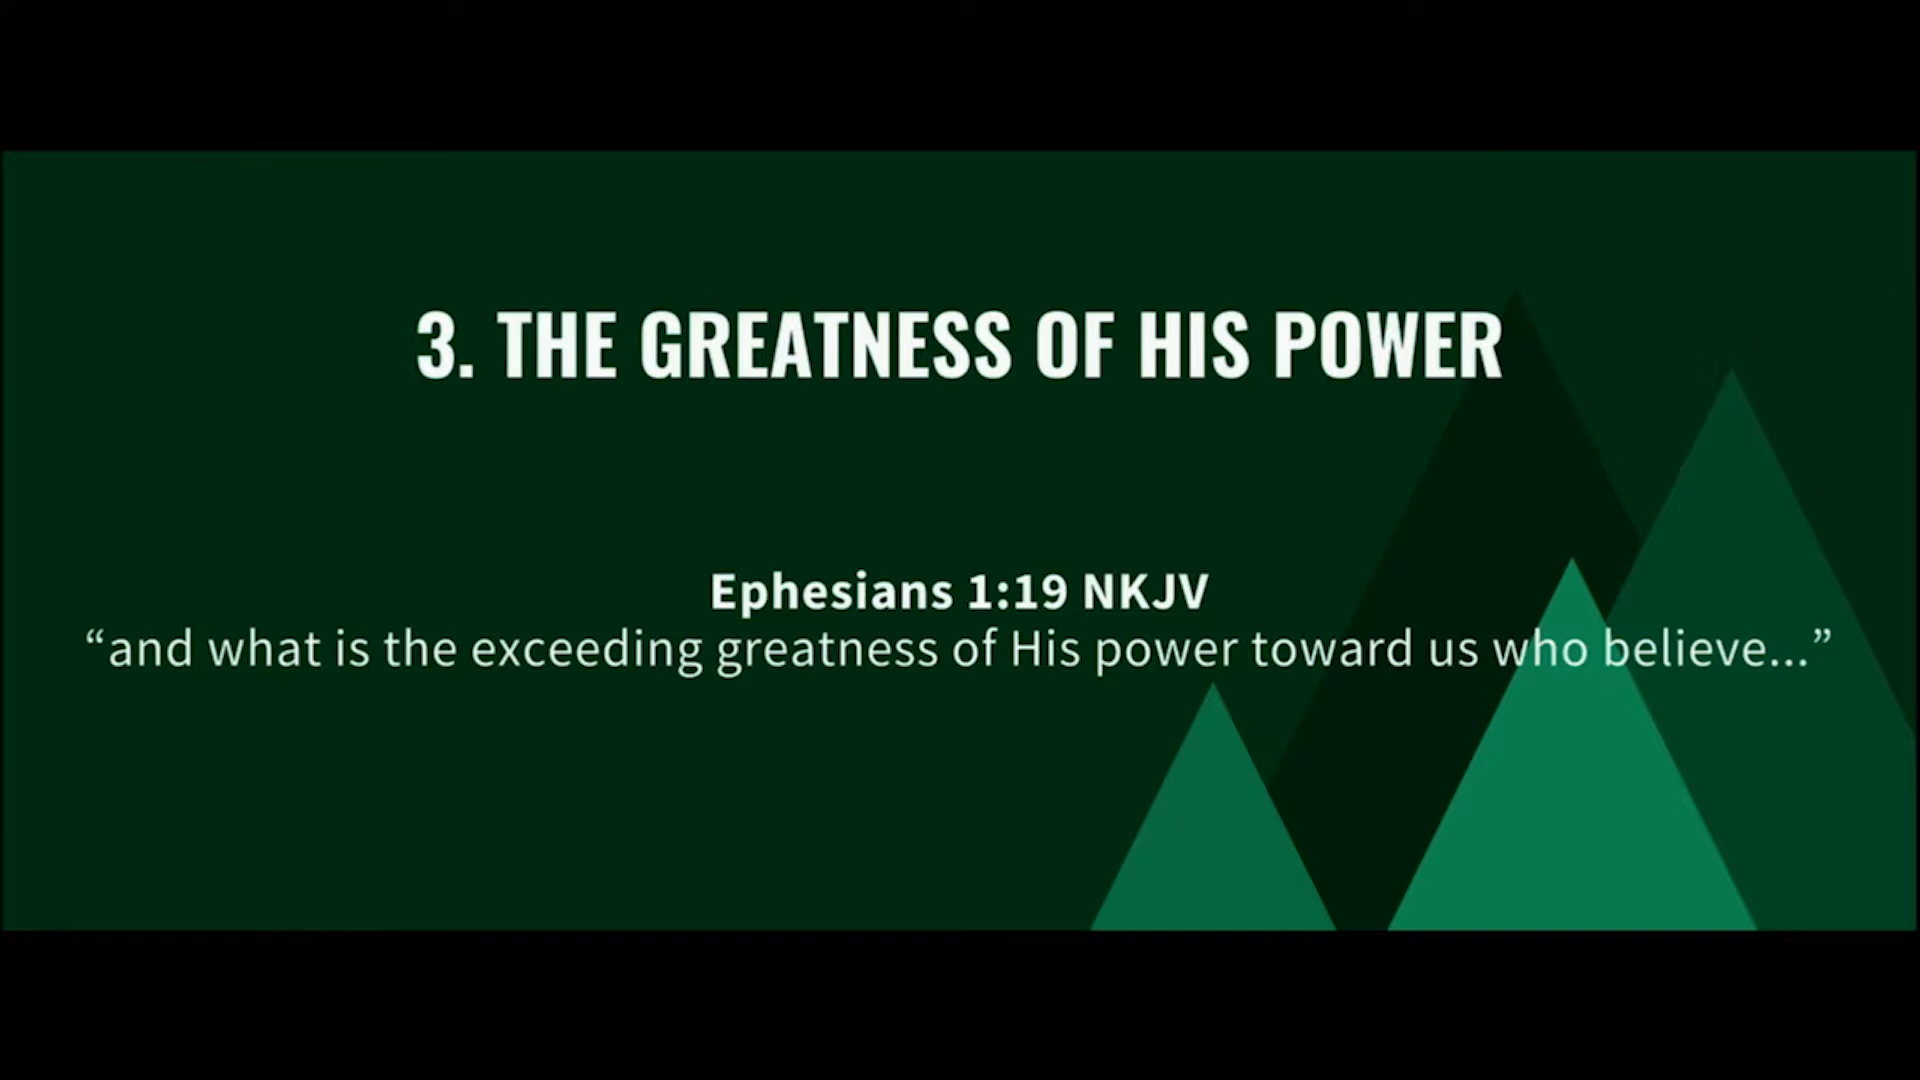 3. THE GREATNESS OF HIS POWER
Ephesians 1:19 NKJV
“and what is the exceeding greatness of His power toward us who believe...”